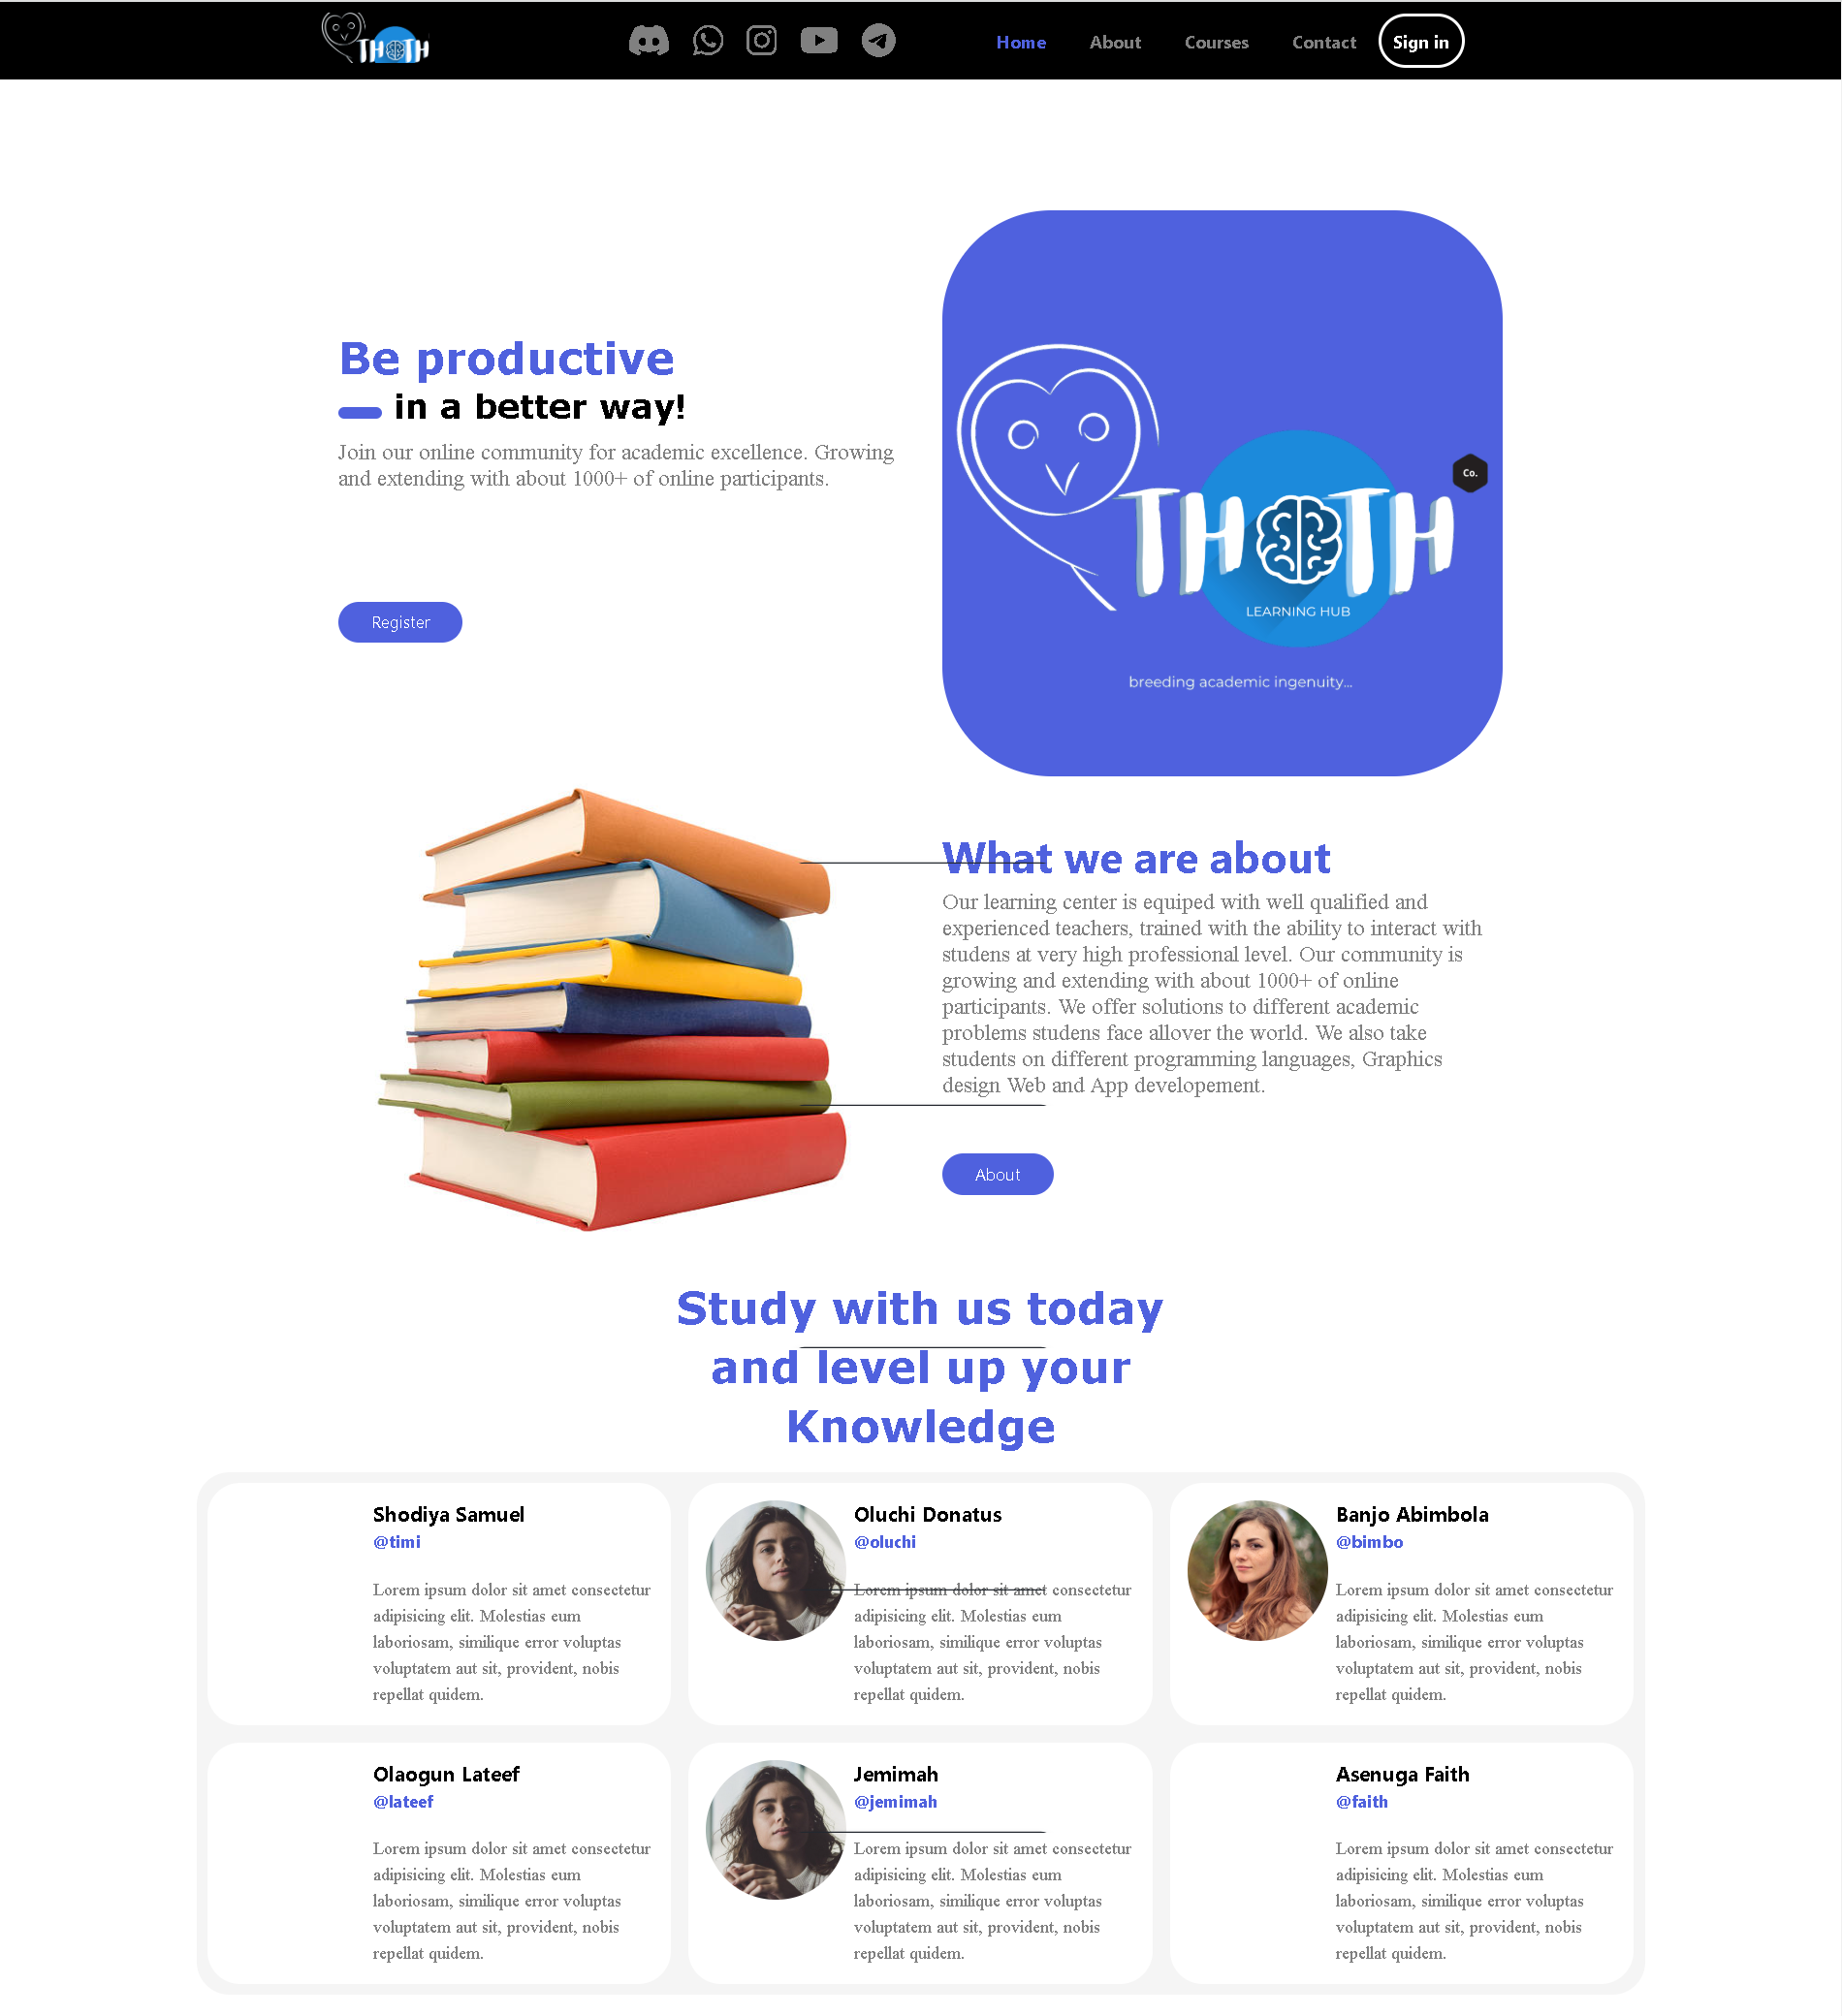 THOTH
Home About Courses Contact Sign in
Be productive
in a better way!
Join our online community for academic excellence. Growing
and extending with about 1000+ of online participants.
Register
Co.
THOTH
LEARNING HUB
breeding academic ingenuity...
What we are about
Our learning center is equiped with well qualified and
experienced teachers, trained with the ability to interact with
studens at very high professional level. Our community is
growing and extending with about 1000+ of online
participants. We offer solutions to different academic
problems studens face allover the world. We also take
students on different programming languages, Graphics
design Web and App developement.
About
Study with us today
and level up your
Knowledge
Shodiya Samuel
@timi
Lorem ipsum dolor sit amet consectetur
adipisicing elit. Molestias eum
laboriosam, similique error voluptas
voluptatem aut sit, provident, nobis
repellat quidem.
Oluchi Donatus
@oluchi
Lorem ipsum dolor sit amet consectetur
adipisicing elit. Molestias eum
laboriosam, similique error voluptas
voluptatem aut sit, provident, nobis
repellat quidem.
Banjo Abimbola
@bimbo
Lorem ipsum dolor sit amet consectetur
adipisicing elit. Molestias eum
laboriosam, similique error voluptas
voluptatem aut sit, provident, nobis
repellat quidem.
Olaogun Lateef
@lateef
Lorem ipsum dolor sit amet consectetur
adipisicing elit. Molestias eum
laboriosam, similique error voluptas
voluptatem aut sit, provident, nobis
repellat quidem.
Jemimah
@jemimah
Lorem ipsum dolor sit amet consectetur
adipisicing elit. Molestias eum
laboriosam, similique error voluptas
voluptatem aut sit, provident, nobis
repellat quidem.
Asenuga Faith
@faith
Lorem ipsum dolor sit amet consectetur
adipisicing elit. Molestias eum
laboriosam, similique error voluptas
voluptatem aut sit, provident, nobis
repellat quidem.